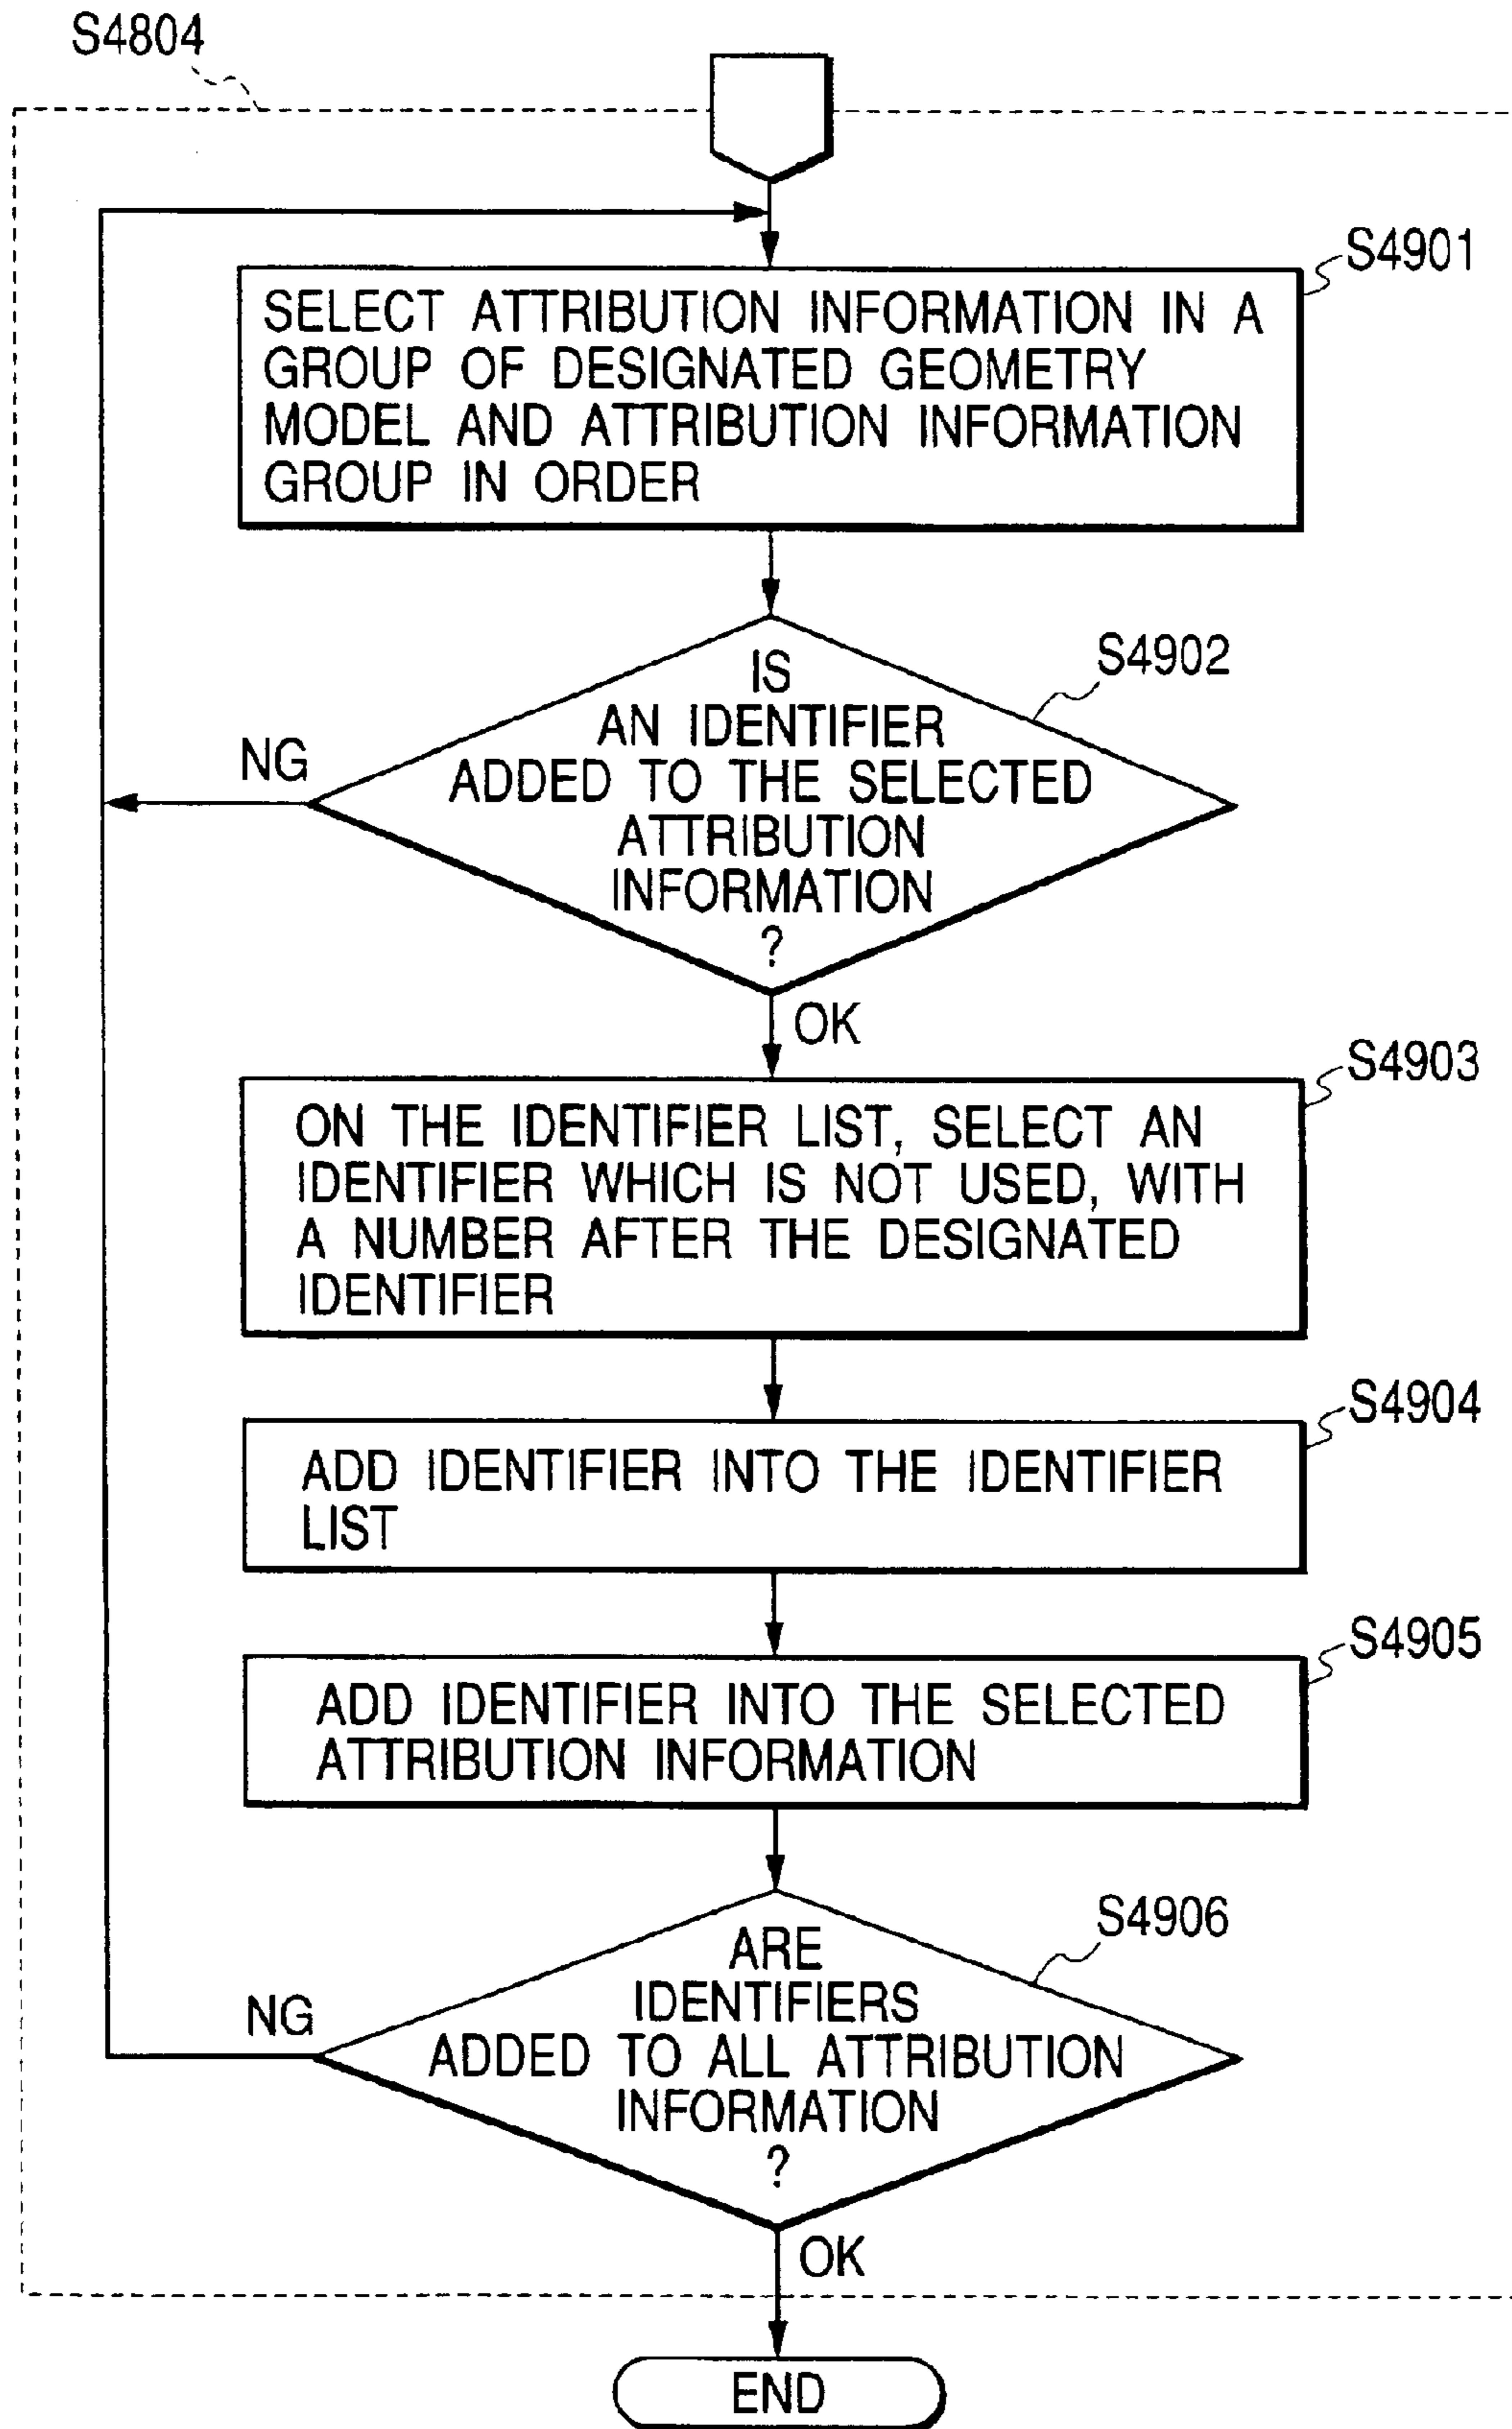 S4804
S4901
SELECT ATTRIBUTION INFORMATION IN A
GROUP OF DESIGNATED GEOMETRY
MODEL AND ATTRIBUTION INFORMATION
GROUP IN ORDER
S4902
IS
AN IDENTIFIER
ADDED TO THE SELECTED
ATTRIBUTION
INFORMATION
?
NG
OK
S4903
ON THE IDENTIFIER LIST, SELECT AN
IDENTIFIER WHICH IS NOT USED, WITH
A NUMBER AFTER THE DESIGNATED
IDENTIFIER
S4904
ADD IDENTIFIER INTO THE IDENTIFIER
LIST
S4905
ADD IDENTIFIER INTO THE SELECTED
ATTRIBUTION INFORMATION
S4906
ARE
IDENTIFIERS
ADDED TO ALL ATTRIBUTION
INFORMATION
?
NG
OK
END